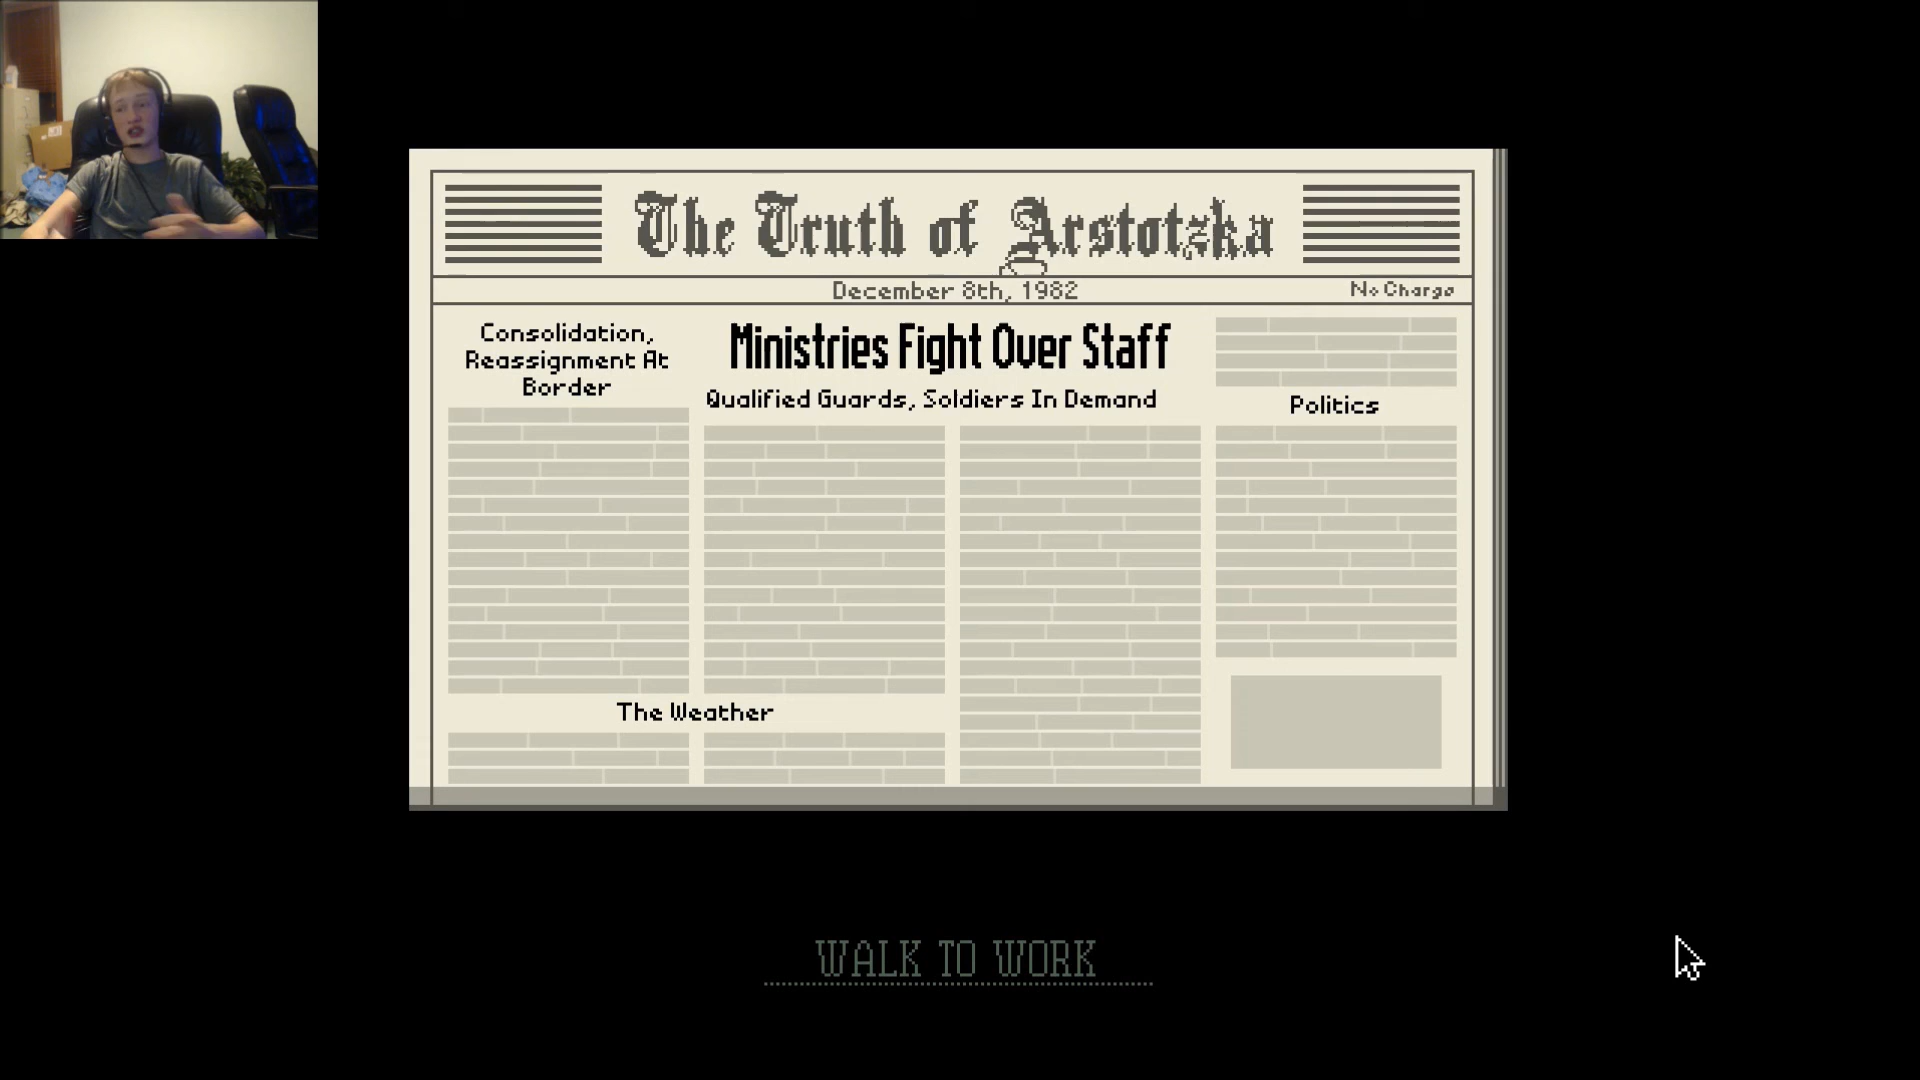 The Truth of Arstotzka
December 8th, 1982
No Charge
Consolidation,
Reassignment At
Border
Ministries Fight Over Staff
Qualified Guards, Soldiers In Demand
Politics
The Weather
WALK TO WORK